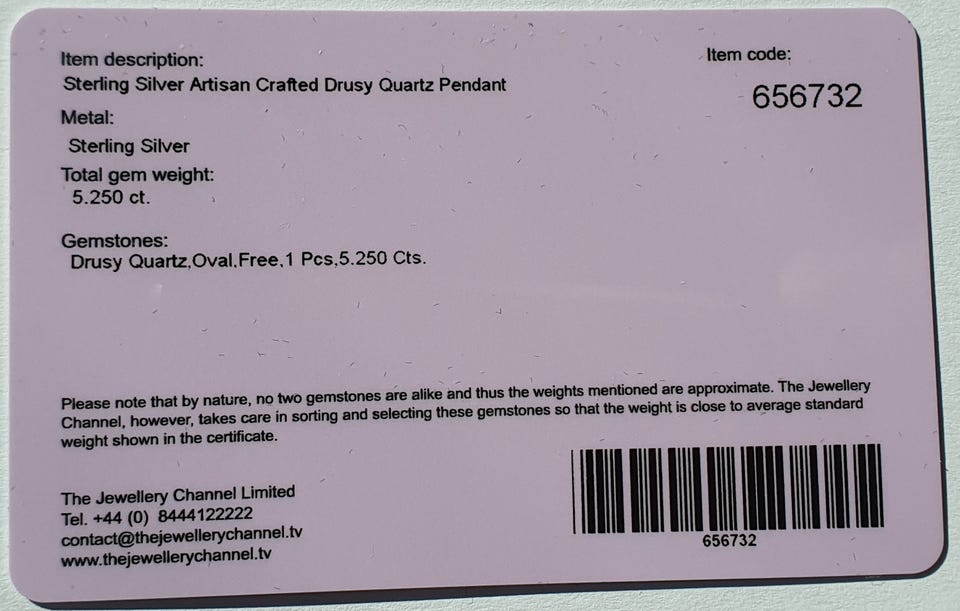 Item description:
Sterling Silver Artisan Crafted Drusy Quartz Pendant
Item code:
656732
Metal:
Sterling Silver
Total gem weight:
5.250 ct.
Gemstones:
Drusy Quartz,Oval,Free,1 Pcs,5.250 Cts.
Please note that by nature, no two gemstones are alike and thus the weights mentioned are approximate. The Jewellery
Channel, however, takes care in sorting and selecting these gemstones so that the weight is close to average standard
weight shown in the certificate.
The Jewellery Channel Limited
Tel. +44 (0) 8444122222
contact@thejewellerychannel.tv
www.thejewellerychannel.tv
656732